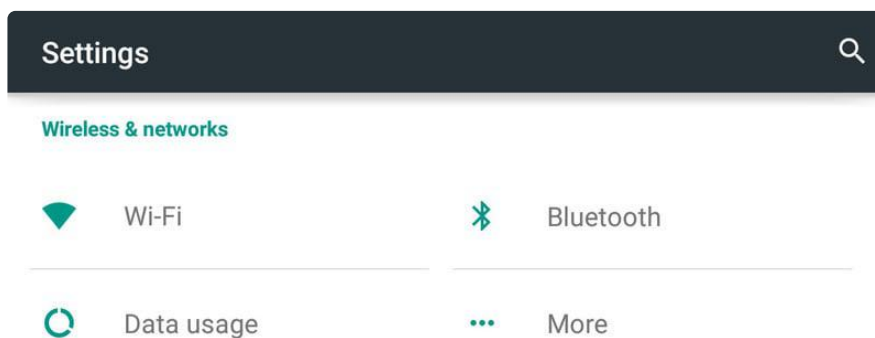 Settings
Wireless & networks
Wi-Fi
Bluetooth
Data usage
More